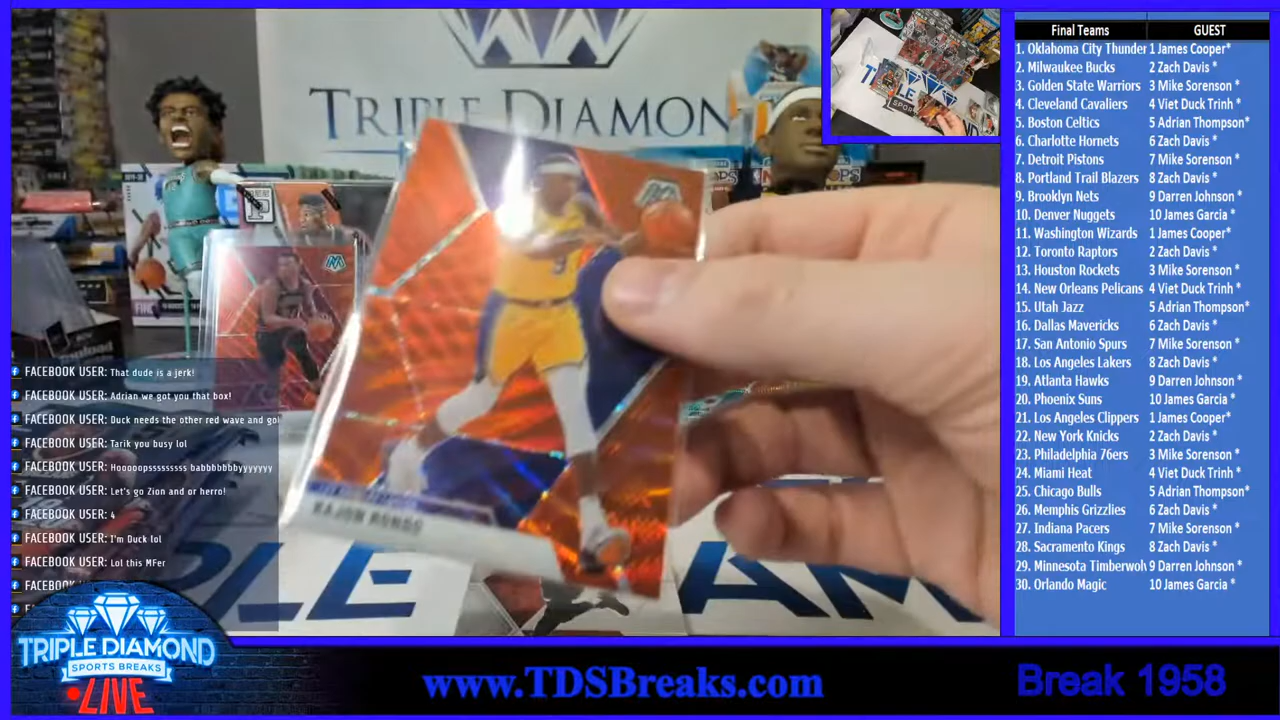 TRIPLE DIAMOND
RAJON RONDO
FACEBOOK USER: That dude is a jerk!
FACEBOOK USER: Adrian we got you that box!
FACEBOOK USER: Duck needs the other red wave and gol
FACEBOOK USER: Tarik you busy lol
FACEBOOK USER: Hooooopsssssssss babbbbbbbyyyyyyy
FACEBOOK USER: Let's go Zion and or herro!
FACEBOOK USER: 4
FACEBOOK USER: I'm Duck lol
FACEBOOK USER: Lol this MFer
FACEBOOK
TRIPLE DIAMOND
SPORTS BREAKS
LIVE
www.TDSBreaks.com
Break 1958
Final Teams GUEST
1. Oklahoma City Thunder 1 James Cooper*
2. Milwaukee Bucks 2 Zach Davis *
3. Golden State Warriors 3 Mike Sorenson *
4. Cleveland Cavaliers 4 Viet Duck Trinh *
5. Boston Celtics 5 Adrian Thompson*
6. Charlotte Hornets 6 Zach Davis *
7. Detroit Pistons 7 Mike Sorenson *
8. Portland Trail Blazers 8 Zach Davis *
9. Brooklyn Nets 9 Darren Johnson *
10. Denver Nuggets 10 James Garcia *
11. Washington Wizards 1 James Cooper*
12. Toronto Raptors 2 Zach Davis *
13. Houston Rockets 3 Mike Sorenson *
14. New Orleans Pelicans 4 Viet Duck Trinh *
15. Utah Jazz 5 Adrian Thompson*
16. Dallas Mavericks 6 Zach Davis *
17. San Antonio Spurs 7 Mike Sorenson *
18. Los Angeles Lakers 8 Zach Davis *
19. Atlanta Hawks 9 Darren Johnson *
20. Phoenix Suns 10 James Garcia *
21. Los Angeles Clippers 1 James Cooper*
22. New York Knicks 2 Zach Davis *
23. Philadelphia 76ers 3 Mike Sorenson *
24. Miami Heat 4 Viet Duck Trinh *
25. Chicago Bulls 5 Adrian Thompson*
26. Memphis Grizzlies 6 Zach Davis *
27. Indiana Pacers 7 Mike Sorenson *
28. Sacramento Kings 8 Zach Davis *
29. Minnesota Timberwol 9 Darren Johnson *
30. Orlando Magic 10 James Garcia *